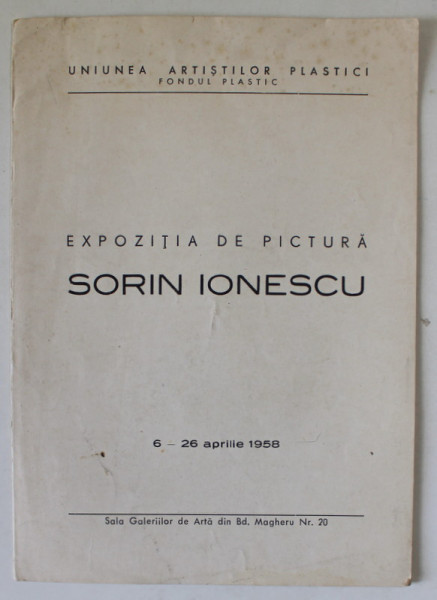 UNIUNEA ARTIȘTILOR PLASTICI
FONDUL PLASTIC
EXPOZIȚIA DE PICTURĂ
SORIN IONESCU
6 – 26 aprilie 1958
Sala Galeriilor de Artă din Bd. Magheru Nr. 20